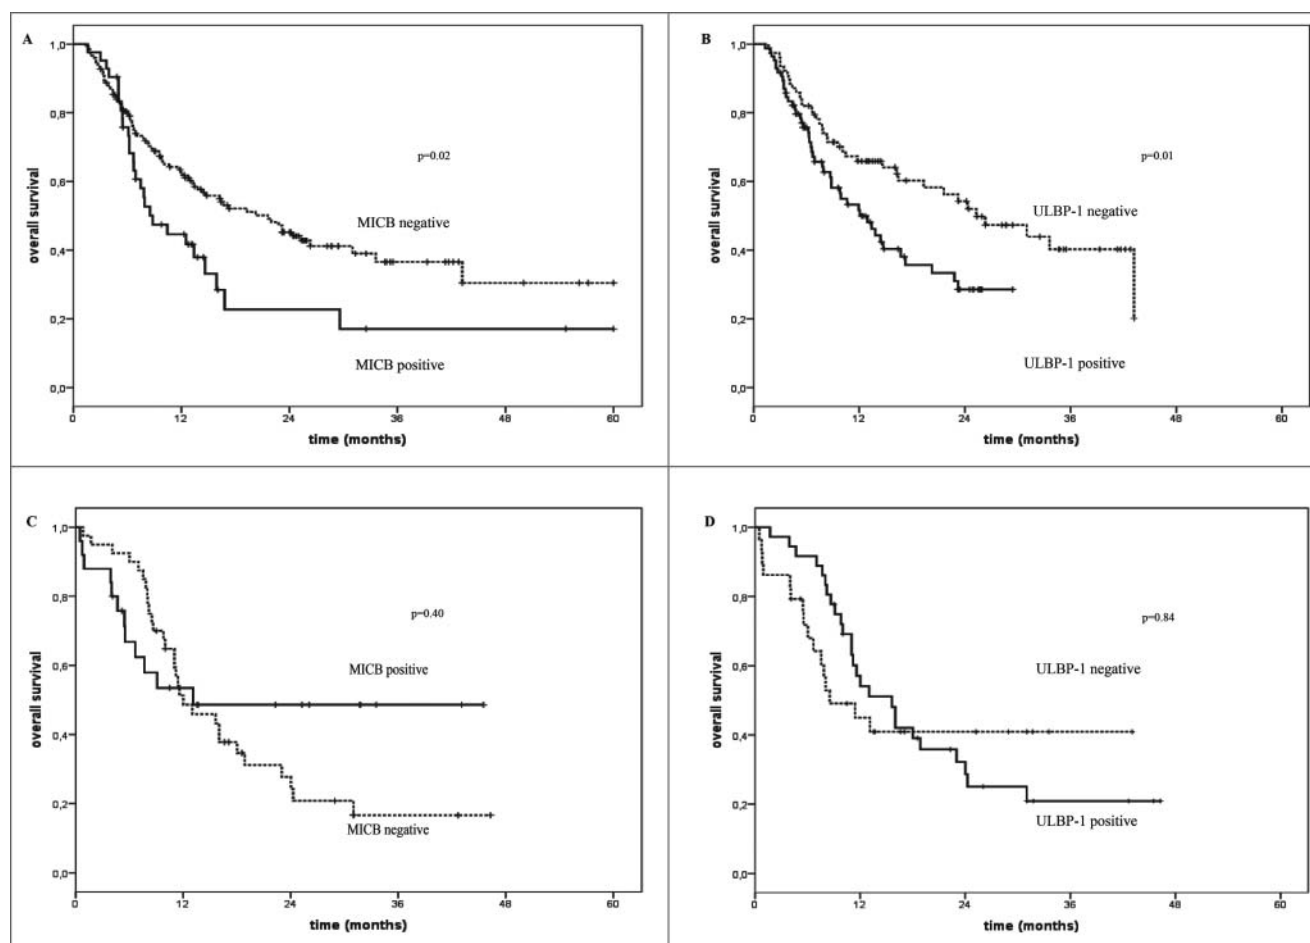 A
1,0
0,8
0,6
0,4
0,2
0,0
overall survival
p=0.02
MICB negative
MICB positive
0 12 24 36 48 60
time (months)
B
1,0
0,8
0,6
0,4
0,2
0,0
overall survival
p=0.01
ULBP-1 negative
ULBP-1 positive
0 12 24 36 48 60
time (months)
C
1,0
0,8
0,6
0,4
0,2
0,0
overall survival
p=0.40
MICB positive
MICB negative
0 12 24 36 48 60
time (months)
D
1,0
0,8
0,6
0,4
0,2
0,0
overall survival
p=0.84
ULBP-1 negative
ULBP-1 positive
0 12 24 36 48 60
time (months)